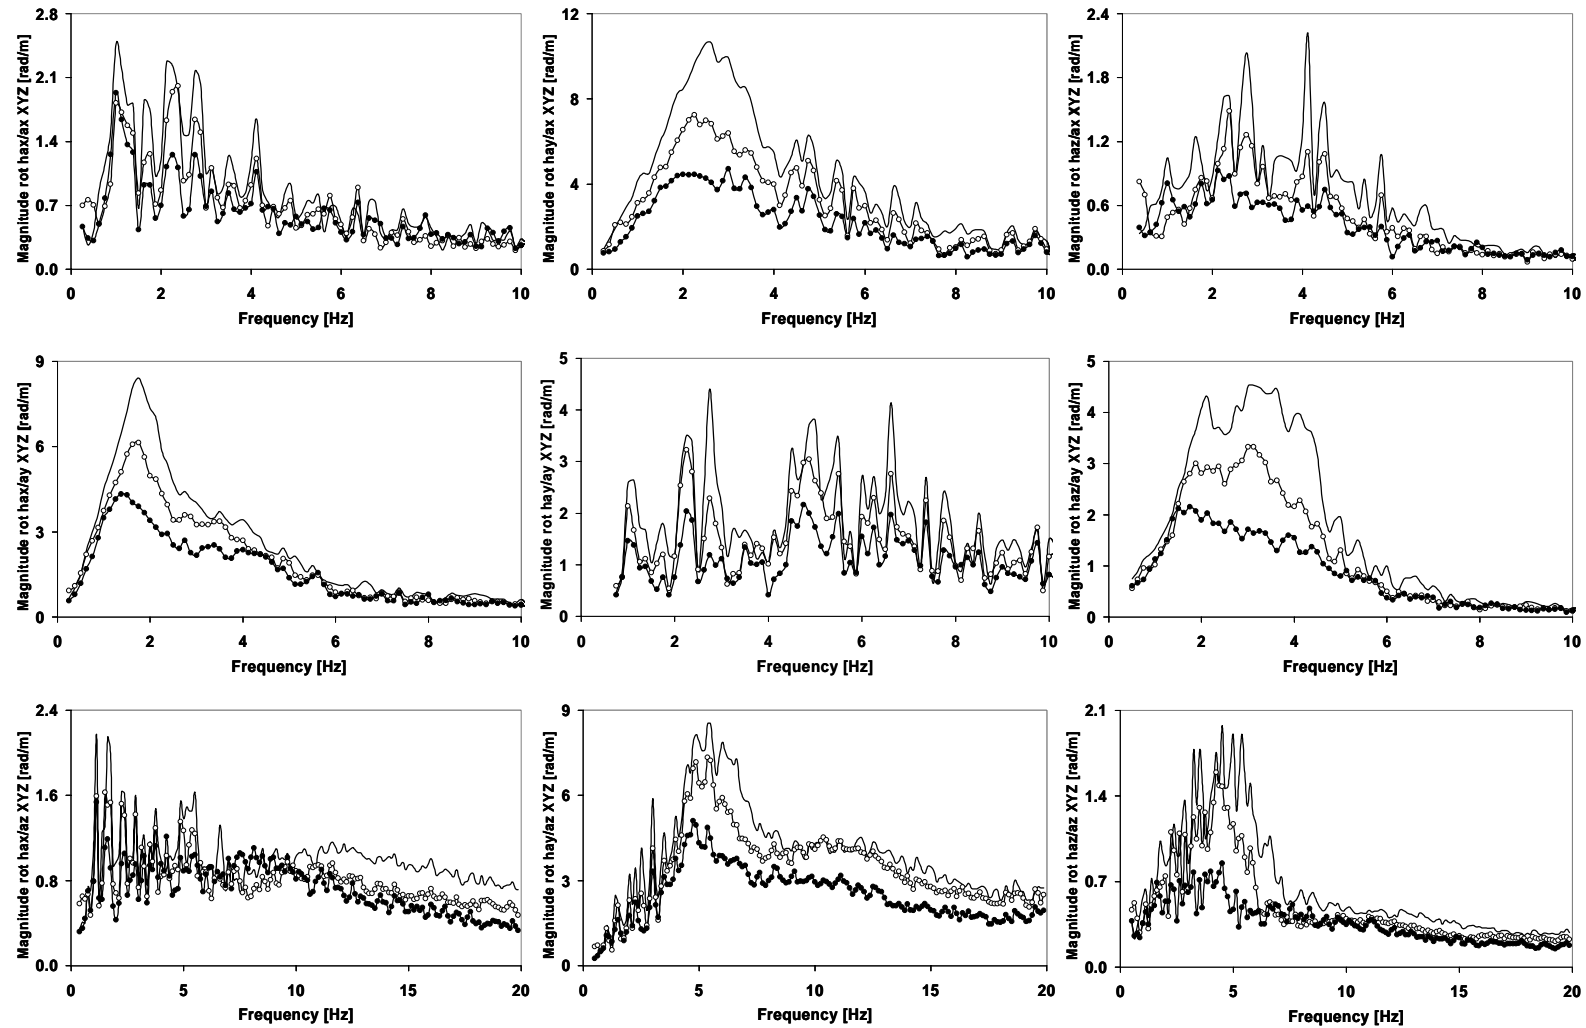 2.8
2.1
1.4
0.7
0.0
Magnitude rot hax/ax XYZ [rad/m]
0 2 4 6 8 10
Frequency [Hz]
12
8
4
0
Magnitude rot hay/ax XYZ [rad/m]
0 2 4 6 8 10
Frequency [Hz]
2.4
1.8
1.2
0.6
0.0
Magnitude rot haz/ax XYZ [rad/m]
0 2 4 6 8 10
Frequency [Hz]
9
6
3
0
Magnitude rot hax/ay XYZ [rad/m]
0 2 4 6 8 10
Frequency [Hz]
5
4
3
2
1
0
Magnitude rot hay/ay XYZ [rad/m]
0 2 4 6 8 10
Frequency [Hz]
5
4
3
2
1
0
Magnitude rot haz/ay XYZ [rad/m]
0 2 4 6 8 10
Frequency [Hz]
2.4
1.6
0.8
0.0
Magnitude rot hax/az XYZ [rad/m]
0 5 10 15 20
Frequency [Hz]
9
6
3
0
Magnitude rot hay/az XYZ [rad/m]
0 5 10 15 20
Frequency [Hz]
2.1
1.4
0.7
0.0
Magnitude rot haz/az XYZ [rad/m]
0 5 10 15 20
Frequency [Hz]